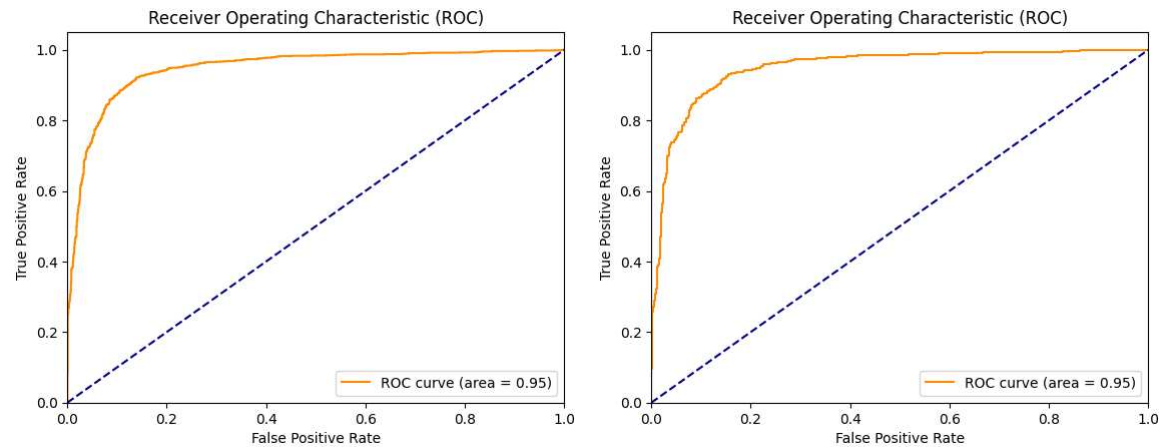 Receiver Operating Characteristic (ROC)
1.0
0.8
0.6
0.4
0.2
0.0
True Positive Rate
0.0 0.2 0.4 0.6 0.8 1.0
False Positive Rate
ROC curve (area = 0.95)
Receiver Operating Characteristic (ROC)
1.0
0.8
0.6
0.4
0.2
0.0
True Positive Rate
0.0 0.2 0.4 0.6 0.8 1.0
False Positive Rate
ROC curve (area = 0.95)